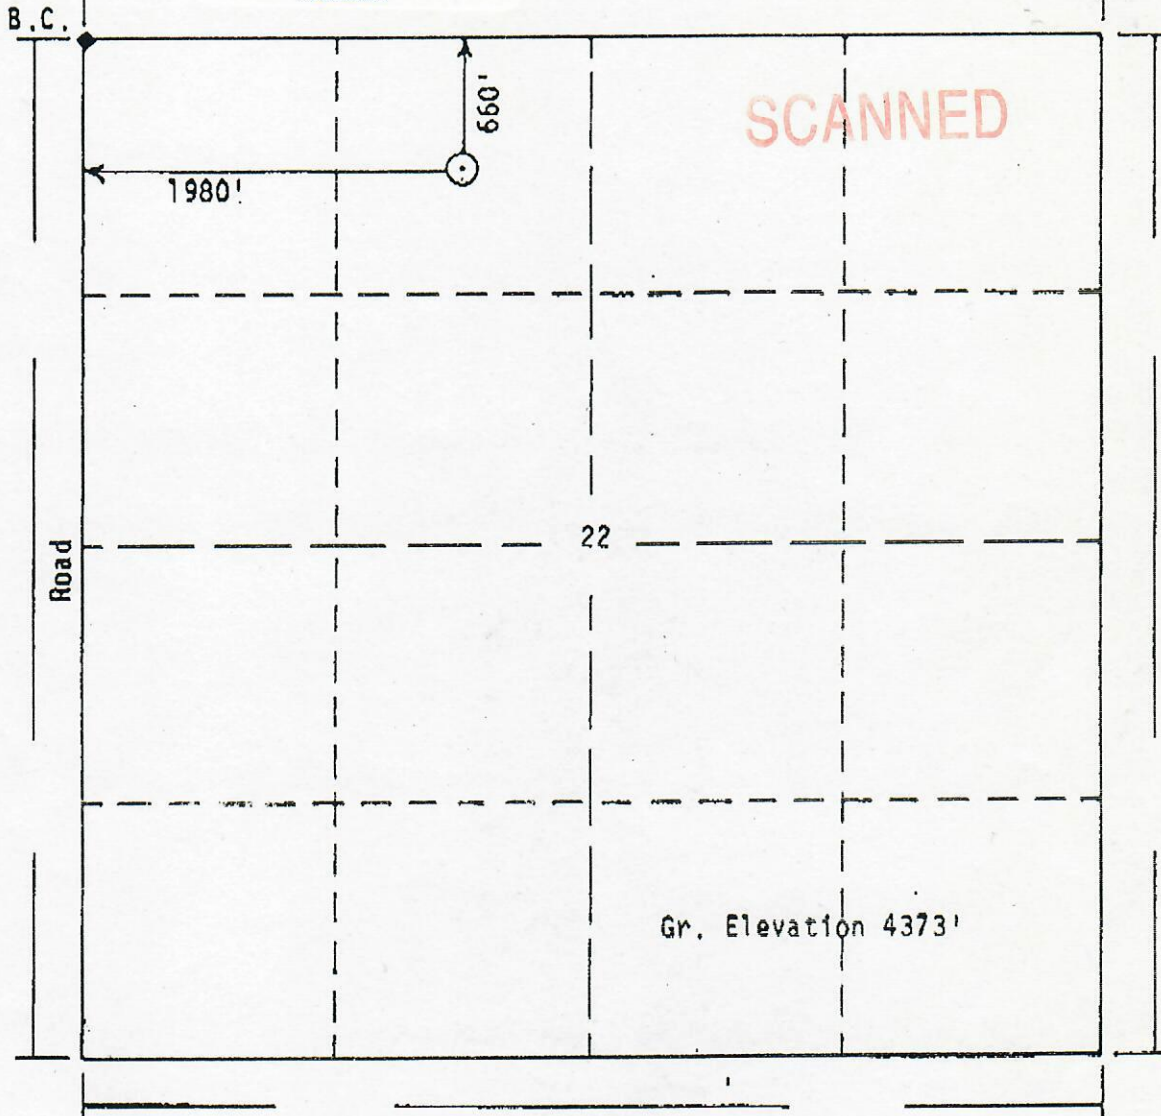 B.C.
660'
SCANNED
1980'
22
Road
Gr. Elevation 4373'